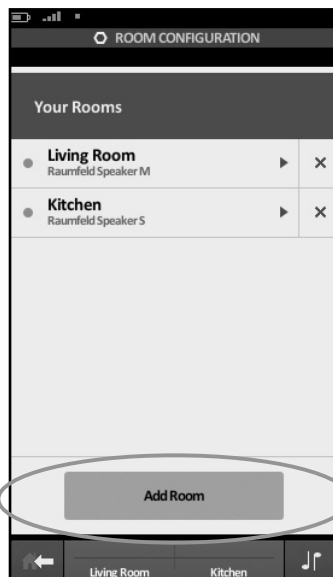 ROOM CONFIGURATION
Your Rooms
Living Room
Raumfeld Speaker M
Kitchen
Raumfeld Speaker S
Add Room
Living Room Kitchen